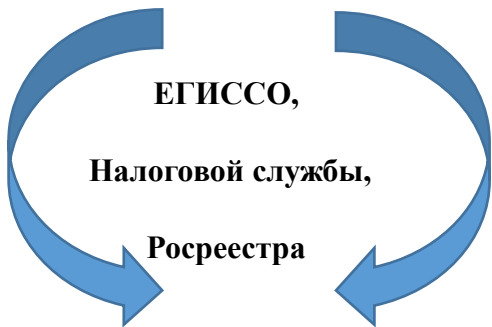 ЕГИССО,
Налоговой службы,
Росреестра